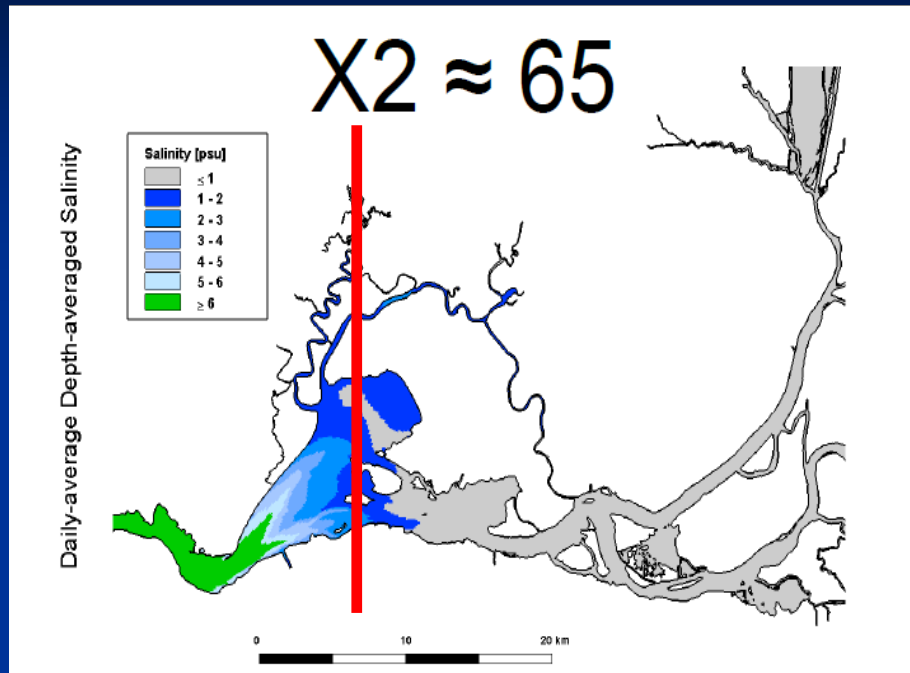 X2 ≈ 65
Daily-average Depth-averaged Salinity
Salinity [psu]
≤ 1
1 - 2
2 - 3
3 - 4
4 - 5
5 - 6
≥ 6
0 10 20 km